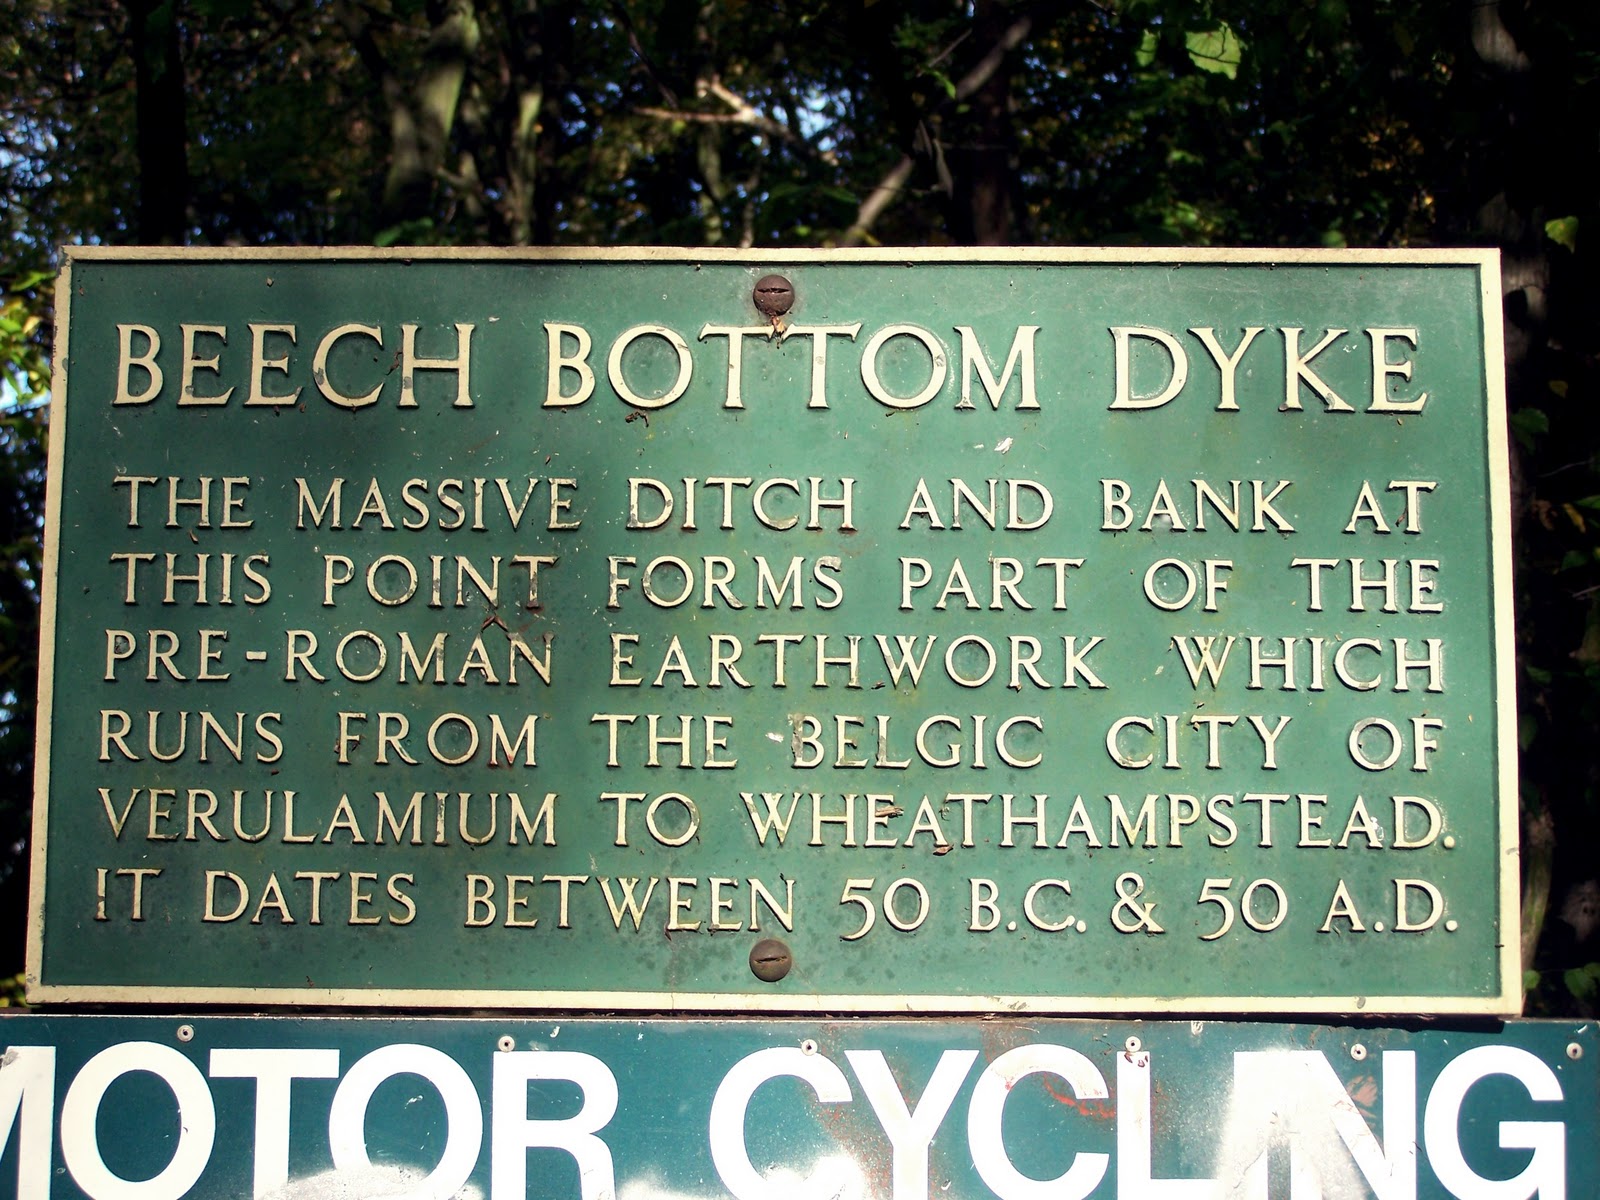 BEECH BOTTOM DYKE
THE MASSIVE DITCH AND BANK AT
THIS POINT FORMS PART OF THE
PRE-ROMAN EARTHWORK WHICH
RUNS FROM THE BELGIC CITY OF
VERULAMIUM TO WHEATHAMPSTEAD.
IT DATES BETWEEN 50 B.C. & 50 A.D.
MOTOR CYCLING